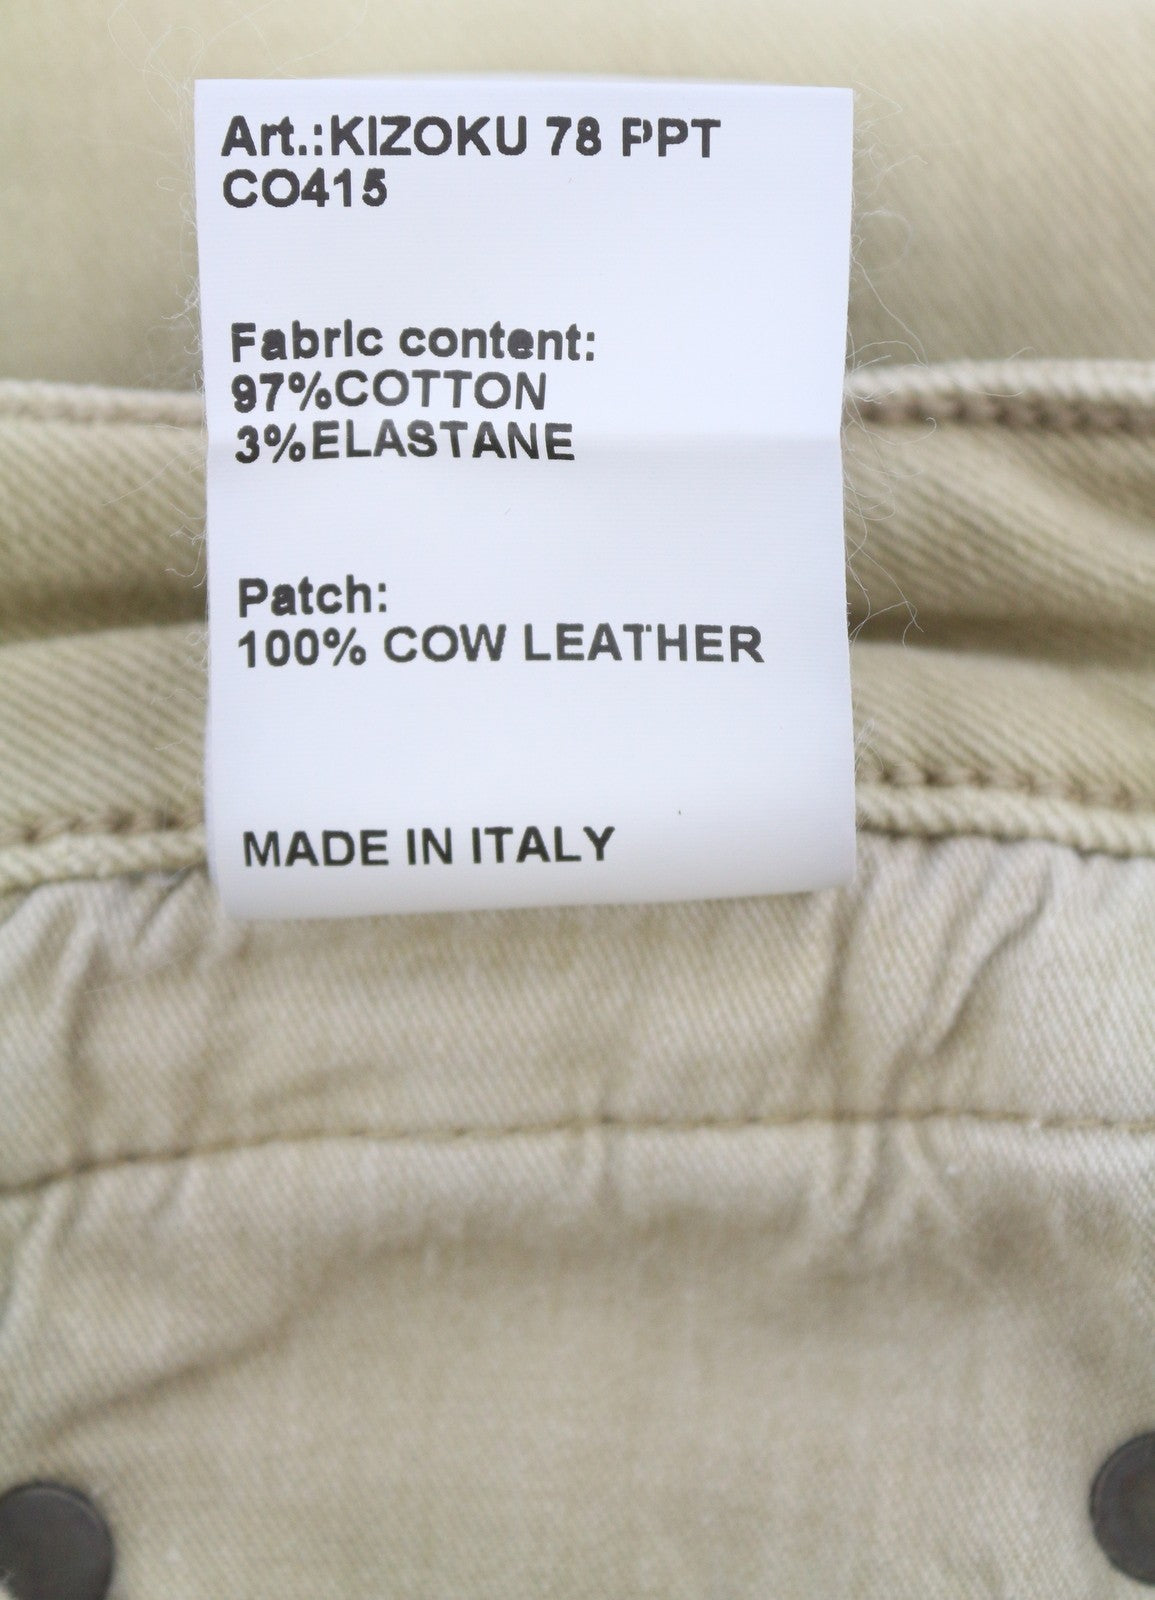 Art.:KIZOKU 78 PPT
CO415
Fabric content:
97%COTTON
3%ELASTANE
Patch:
100% COW LEATHER
MADE IN ITALY